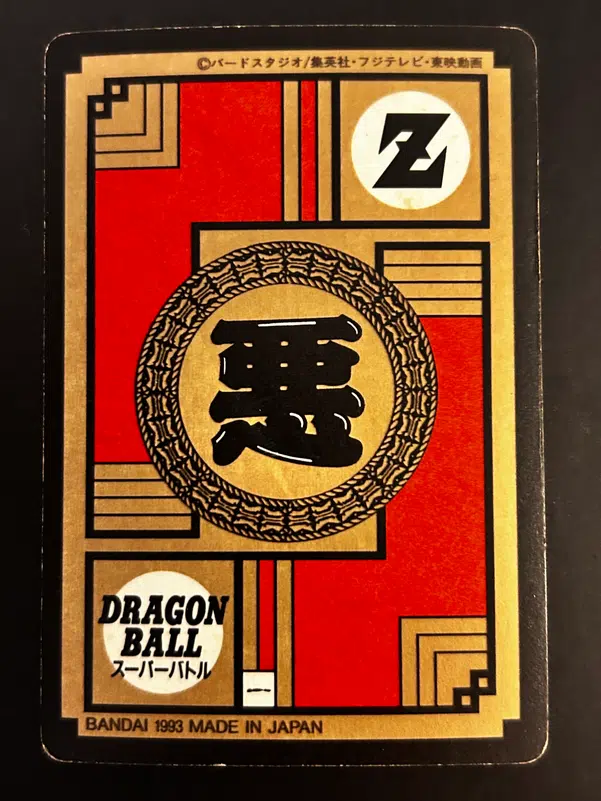 ©バードスタジオ/集英社・フジテレビ・東映動画
Z
悪
DRAGON
BALL
スーパーバトル
一
BANDAI 1993 MADE IN JAPAN